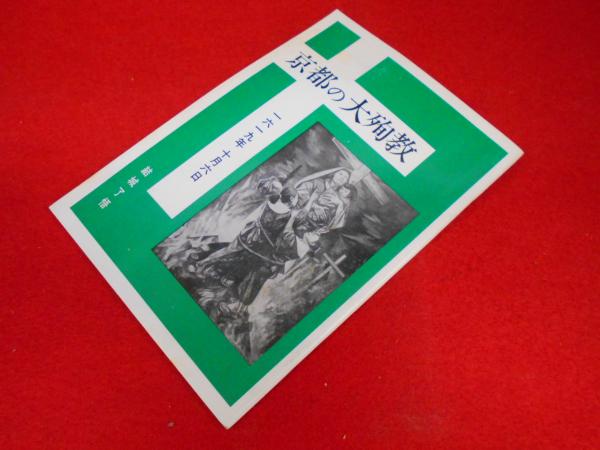 京都の大殉教
一六一九年 十月六日
結城了悟